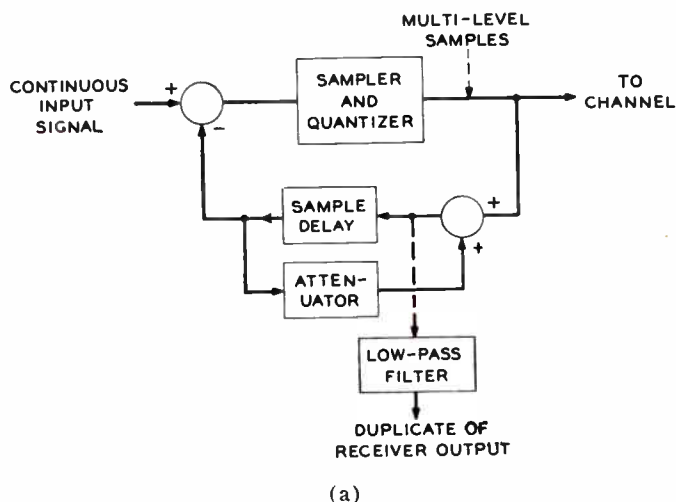 MULTI-LEVEL
SAMPLES
CONTINUOUS
INPUT
SIGNAL
+
-
SAMPLER
AND
QUANTIZER
TO
CHANNEL
SAMPLE
DELAY
+
+
ATTEN-
UATOR
LOW-PASS
FILTER
DUPLICATE OF
RECEIVER OUTPUT
(a)